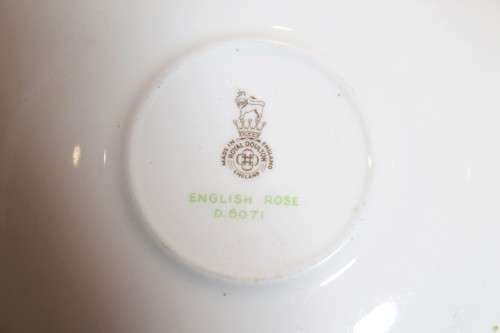 MADE IN ENGLAND
ROYAL DOULTON
ENGLAND
ENGLISH ROSE
D.6071